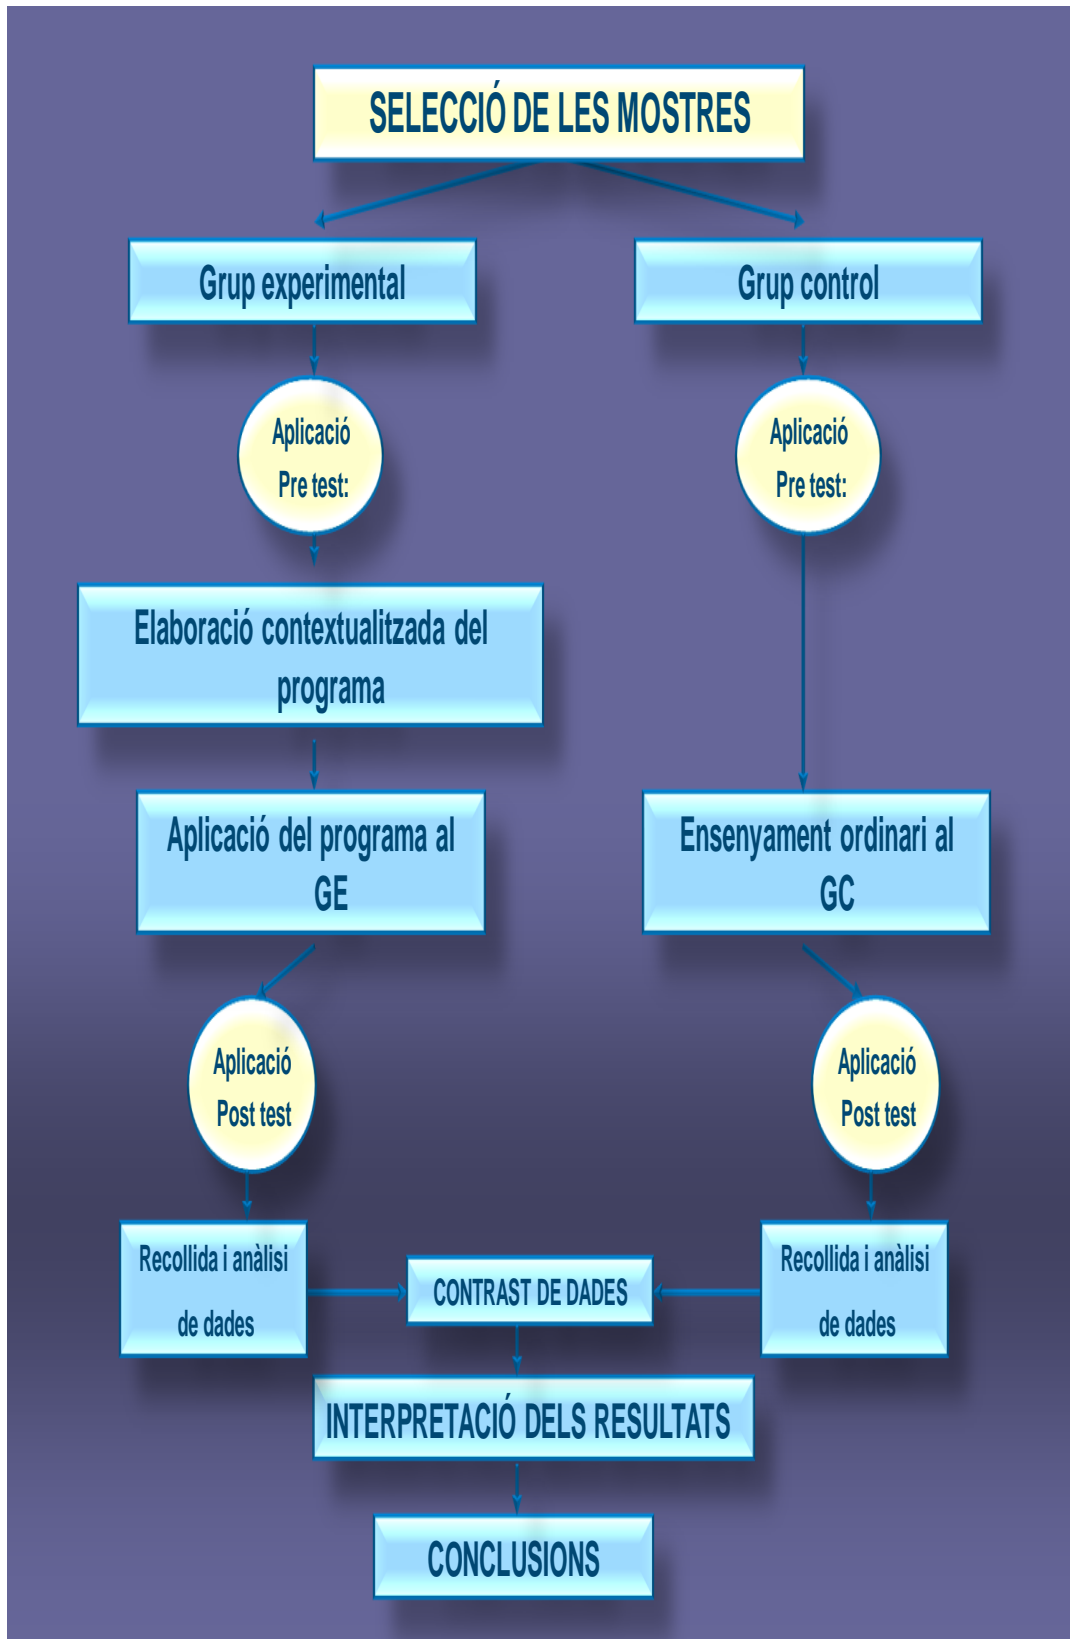 SELECCIÓ DE LES MOSTRES
Grup experimental
Grup control
Aplicació
Pre test:
Aplicació
Pre test:
Elaboració contextualitzada del
programa
Aplicació del programa al
GE
Ensenyament ordinari al
GC
Aplicació
Post test
Aplicació
Post test
Recollida i anàlisi
de dades
CONTRAST DE DADES
Recollida i anàlisi
de dades
INTERPRETACIÓ DELS RESULTATS
CONCLUSIONS